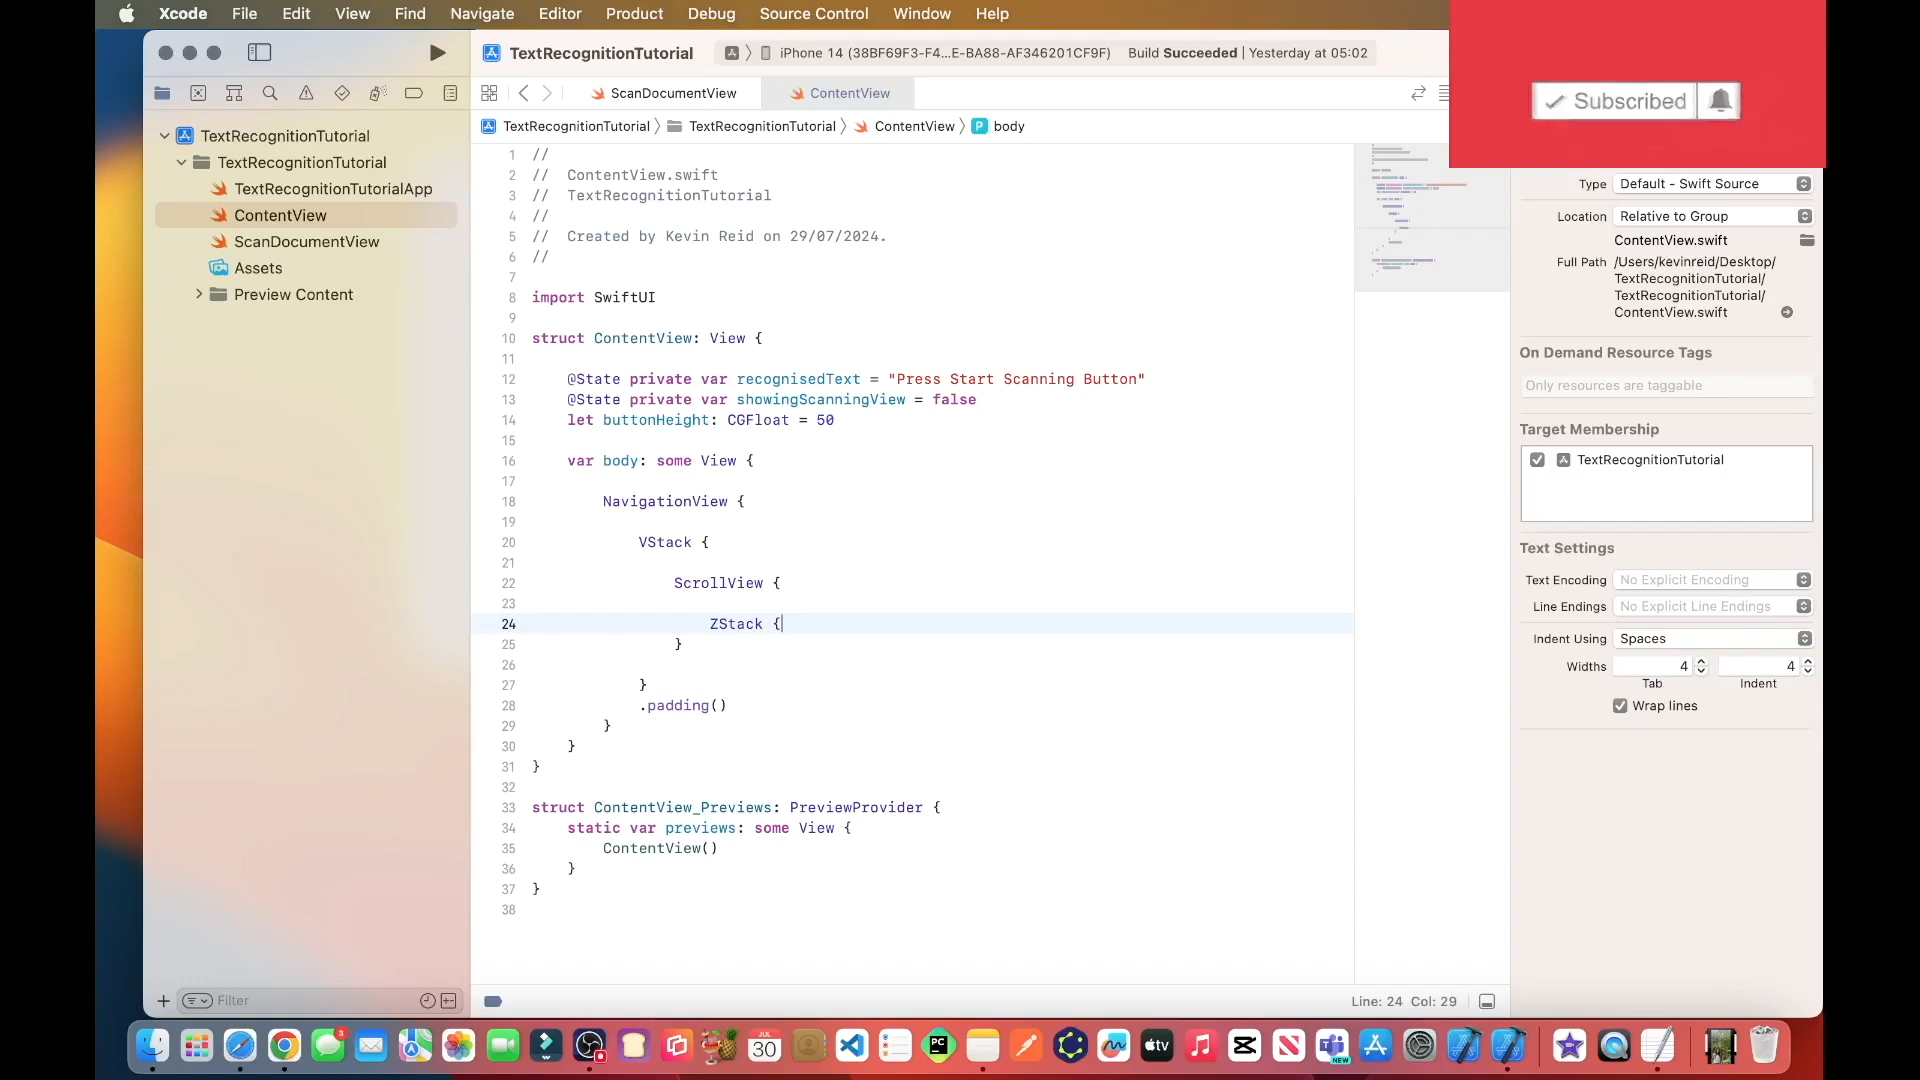 Xcode File Edit View Find Navigate Editor Product Debug Source Control Window Help
TextRecognitionTutorial
iPhone 14 (38BF69F3-F4...E-BA88-AF346201CF9F)
Build Succeeded | Yesterday at 05:02
Subscribed
ScanDocumentView
ContentView
TextRecognitionTutorial
TextRecognitionTutorial
ContentView
body
TextRecognitionTutorial
TextRecognitionTutorial
TextRecognitionTutorialApp
ContentView
ScanDocumentView
Assets
Preview Content
Filter
1 //
2 //  ContentView.swift
3 //  TextRecognitionTutorial
4 //
5 //  Created by Kevin Reid on 29/07/2024.
6 //
7
8 import SwiftUI
9
10 struct ContentView: View {
11
12 @State private var recognisedText = "Press Start Scanning Button"
13 @State private var showingScanningView = false
14 let buttonHeight: CGFloat = 50
15
16 var body: some View {
17
18 NavigationView {
19
20 VStack {
21
22 ScrollView {
23
24 ZStack {
25 }
26
27 }
28 .padding()
29 }
30 }
31 }
32
33 struct ContentView_Previews: PreviewProvider {
34 static var previews: some View {
35 ContentView()
36 }
37 }
38
Line: 24 Col: 29
Type Default - Swift Source
Location Relative to Group
ContentView.swift
Full Path /Users/kevinreid/Desktop/
TextRecognitionTutorial/
TextRecognitionTutorial/
ContentView.swift
On Demand Resource Tags
Only resources are taggable
Target Membership
TextRecognitionTutorial
Text Settings
Text Encoding No Explicit Encoding
Line Endings No Explicit Line Endings
Indent Using Spaces
Widths 4 4
Tab Indent
Wrap lines
3
JUL
30
PC
tv
NEW